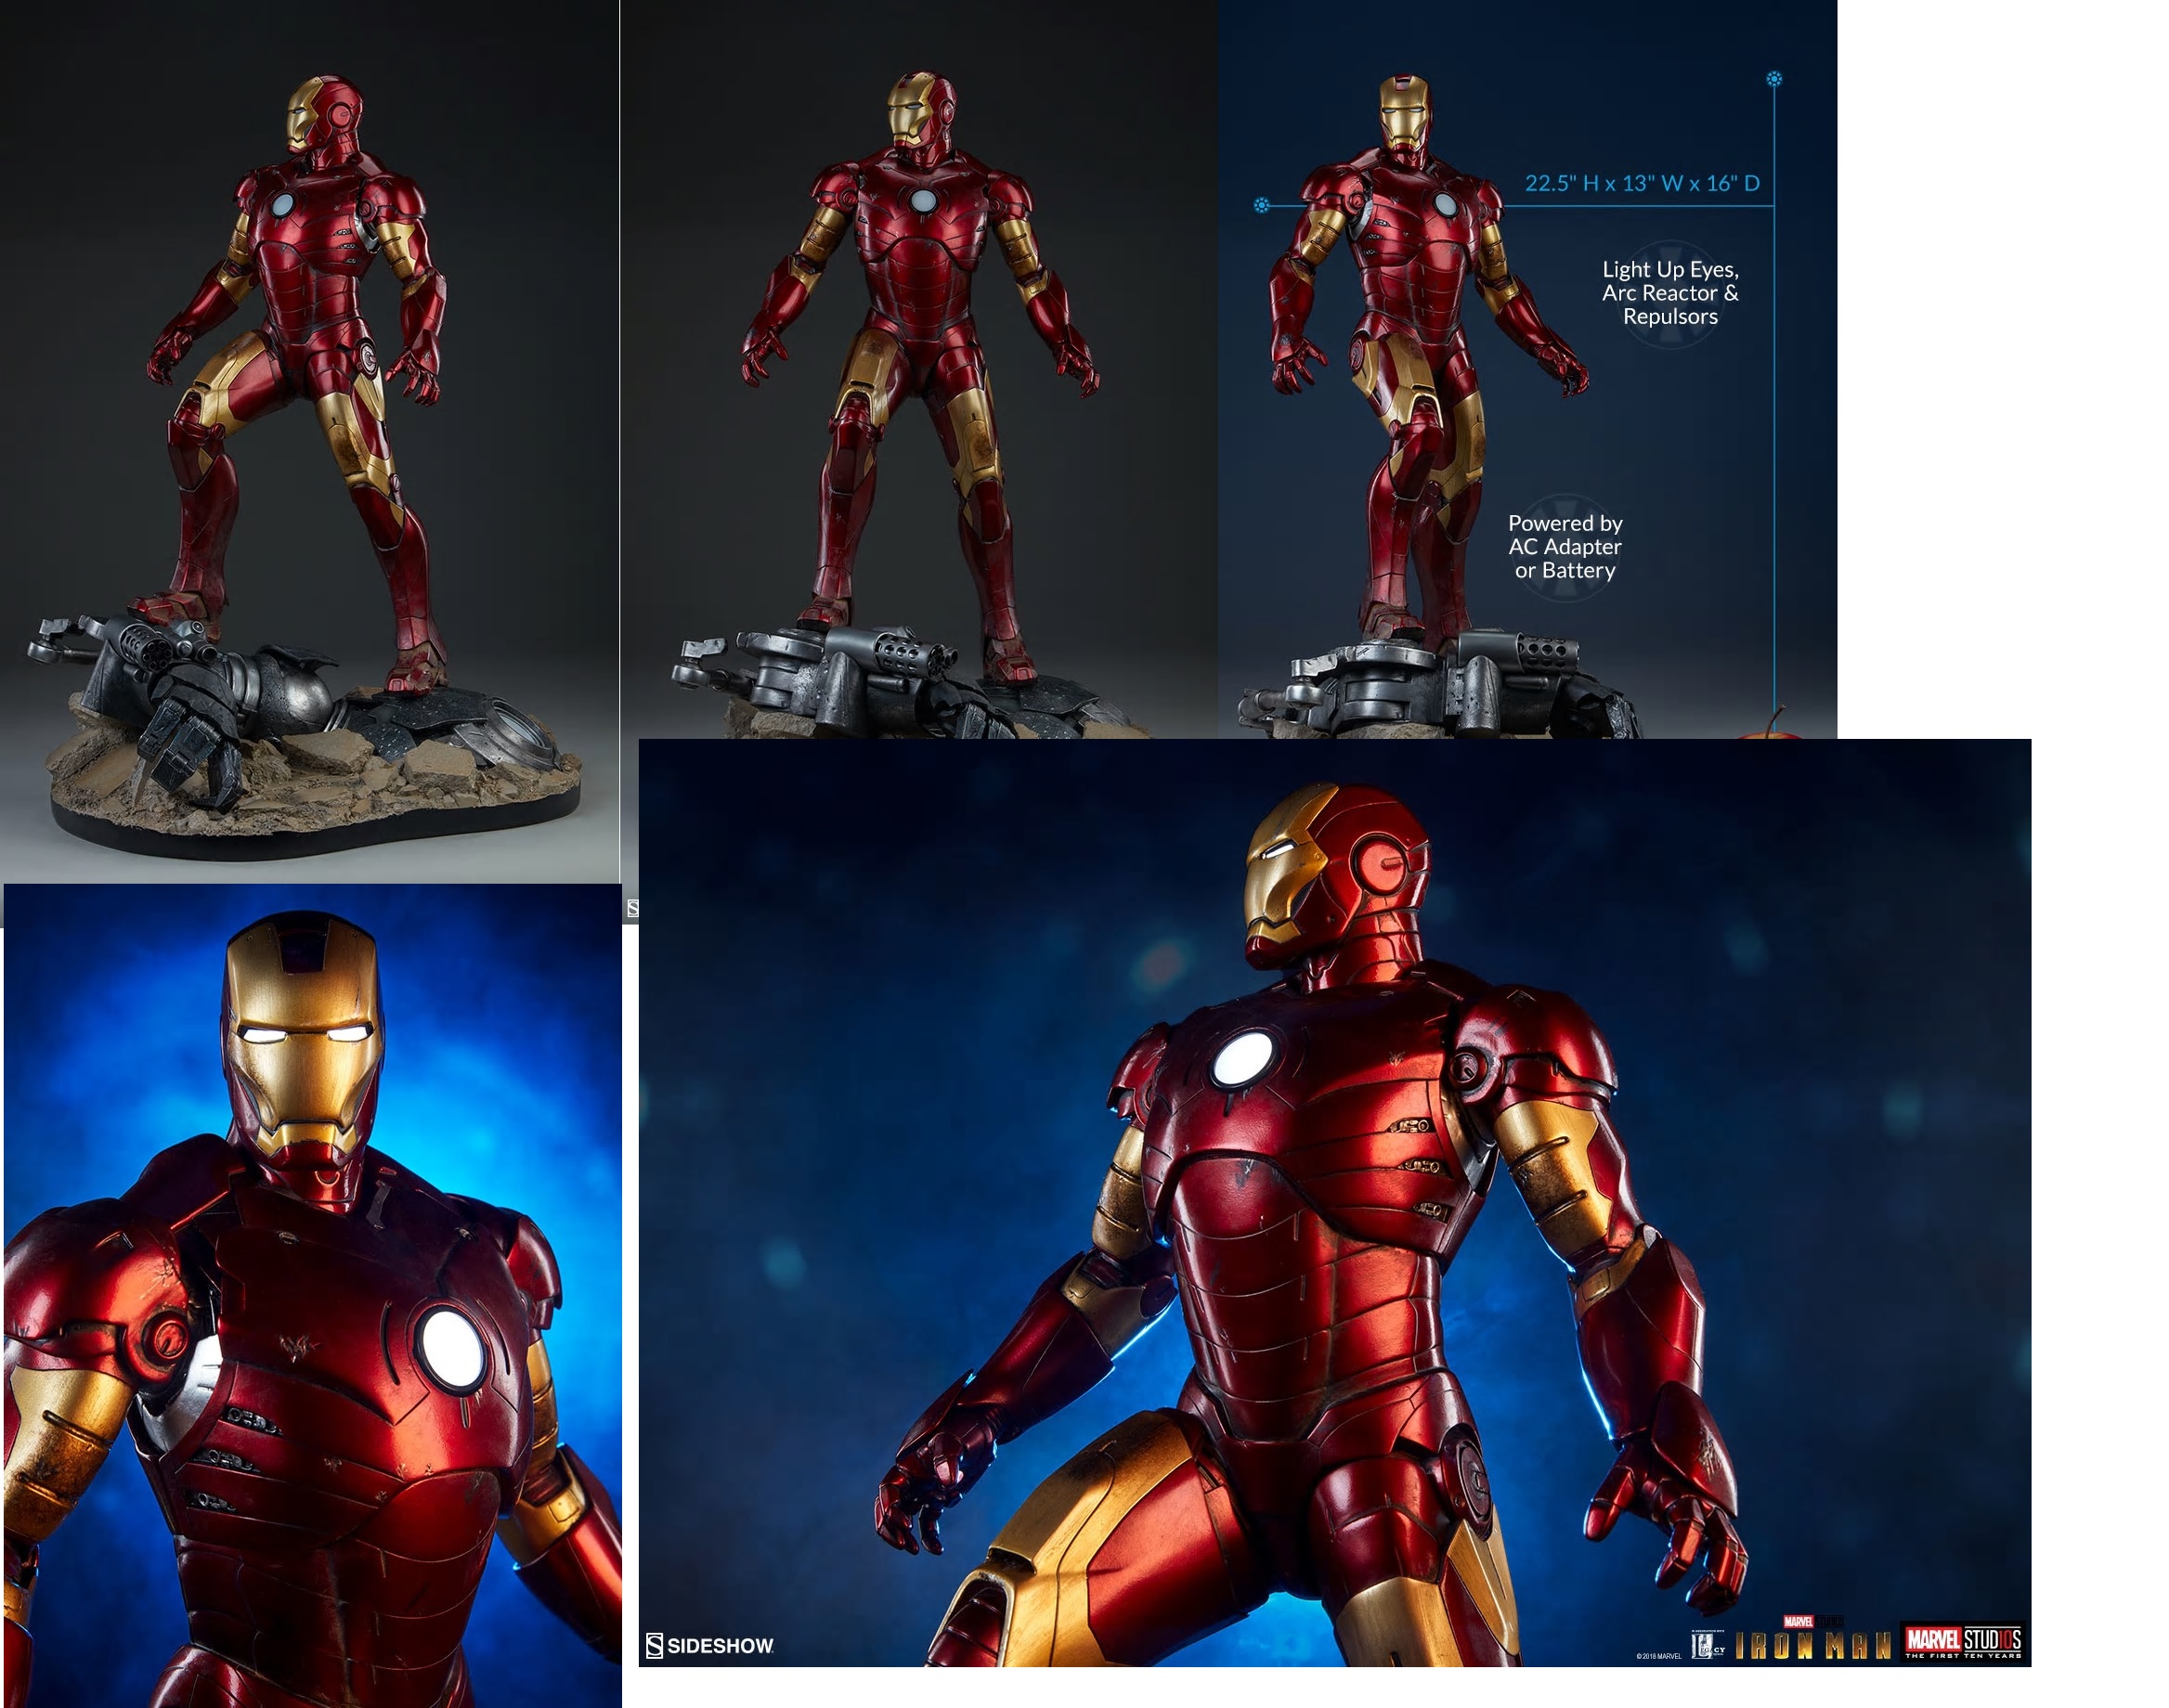 22.5" H x 13" W x 16" D
Light Up Eyes,
Arc Reactor &
Repulsors
Powered by
AC Adapter
or Battery
S
SIDESHOW
MARVEL
© 2018 MARVEL
IRON MAN
MARVEL STUDIOS
THE FIRST TEN YEARS